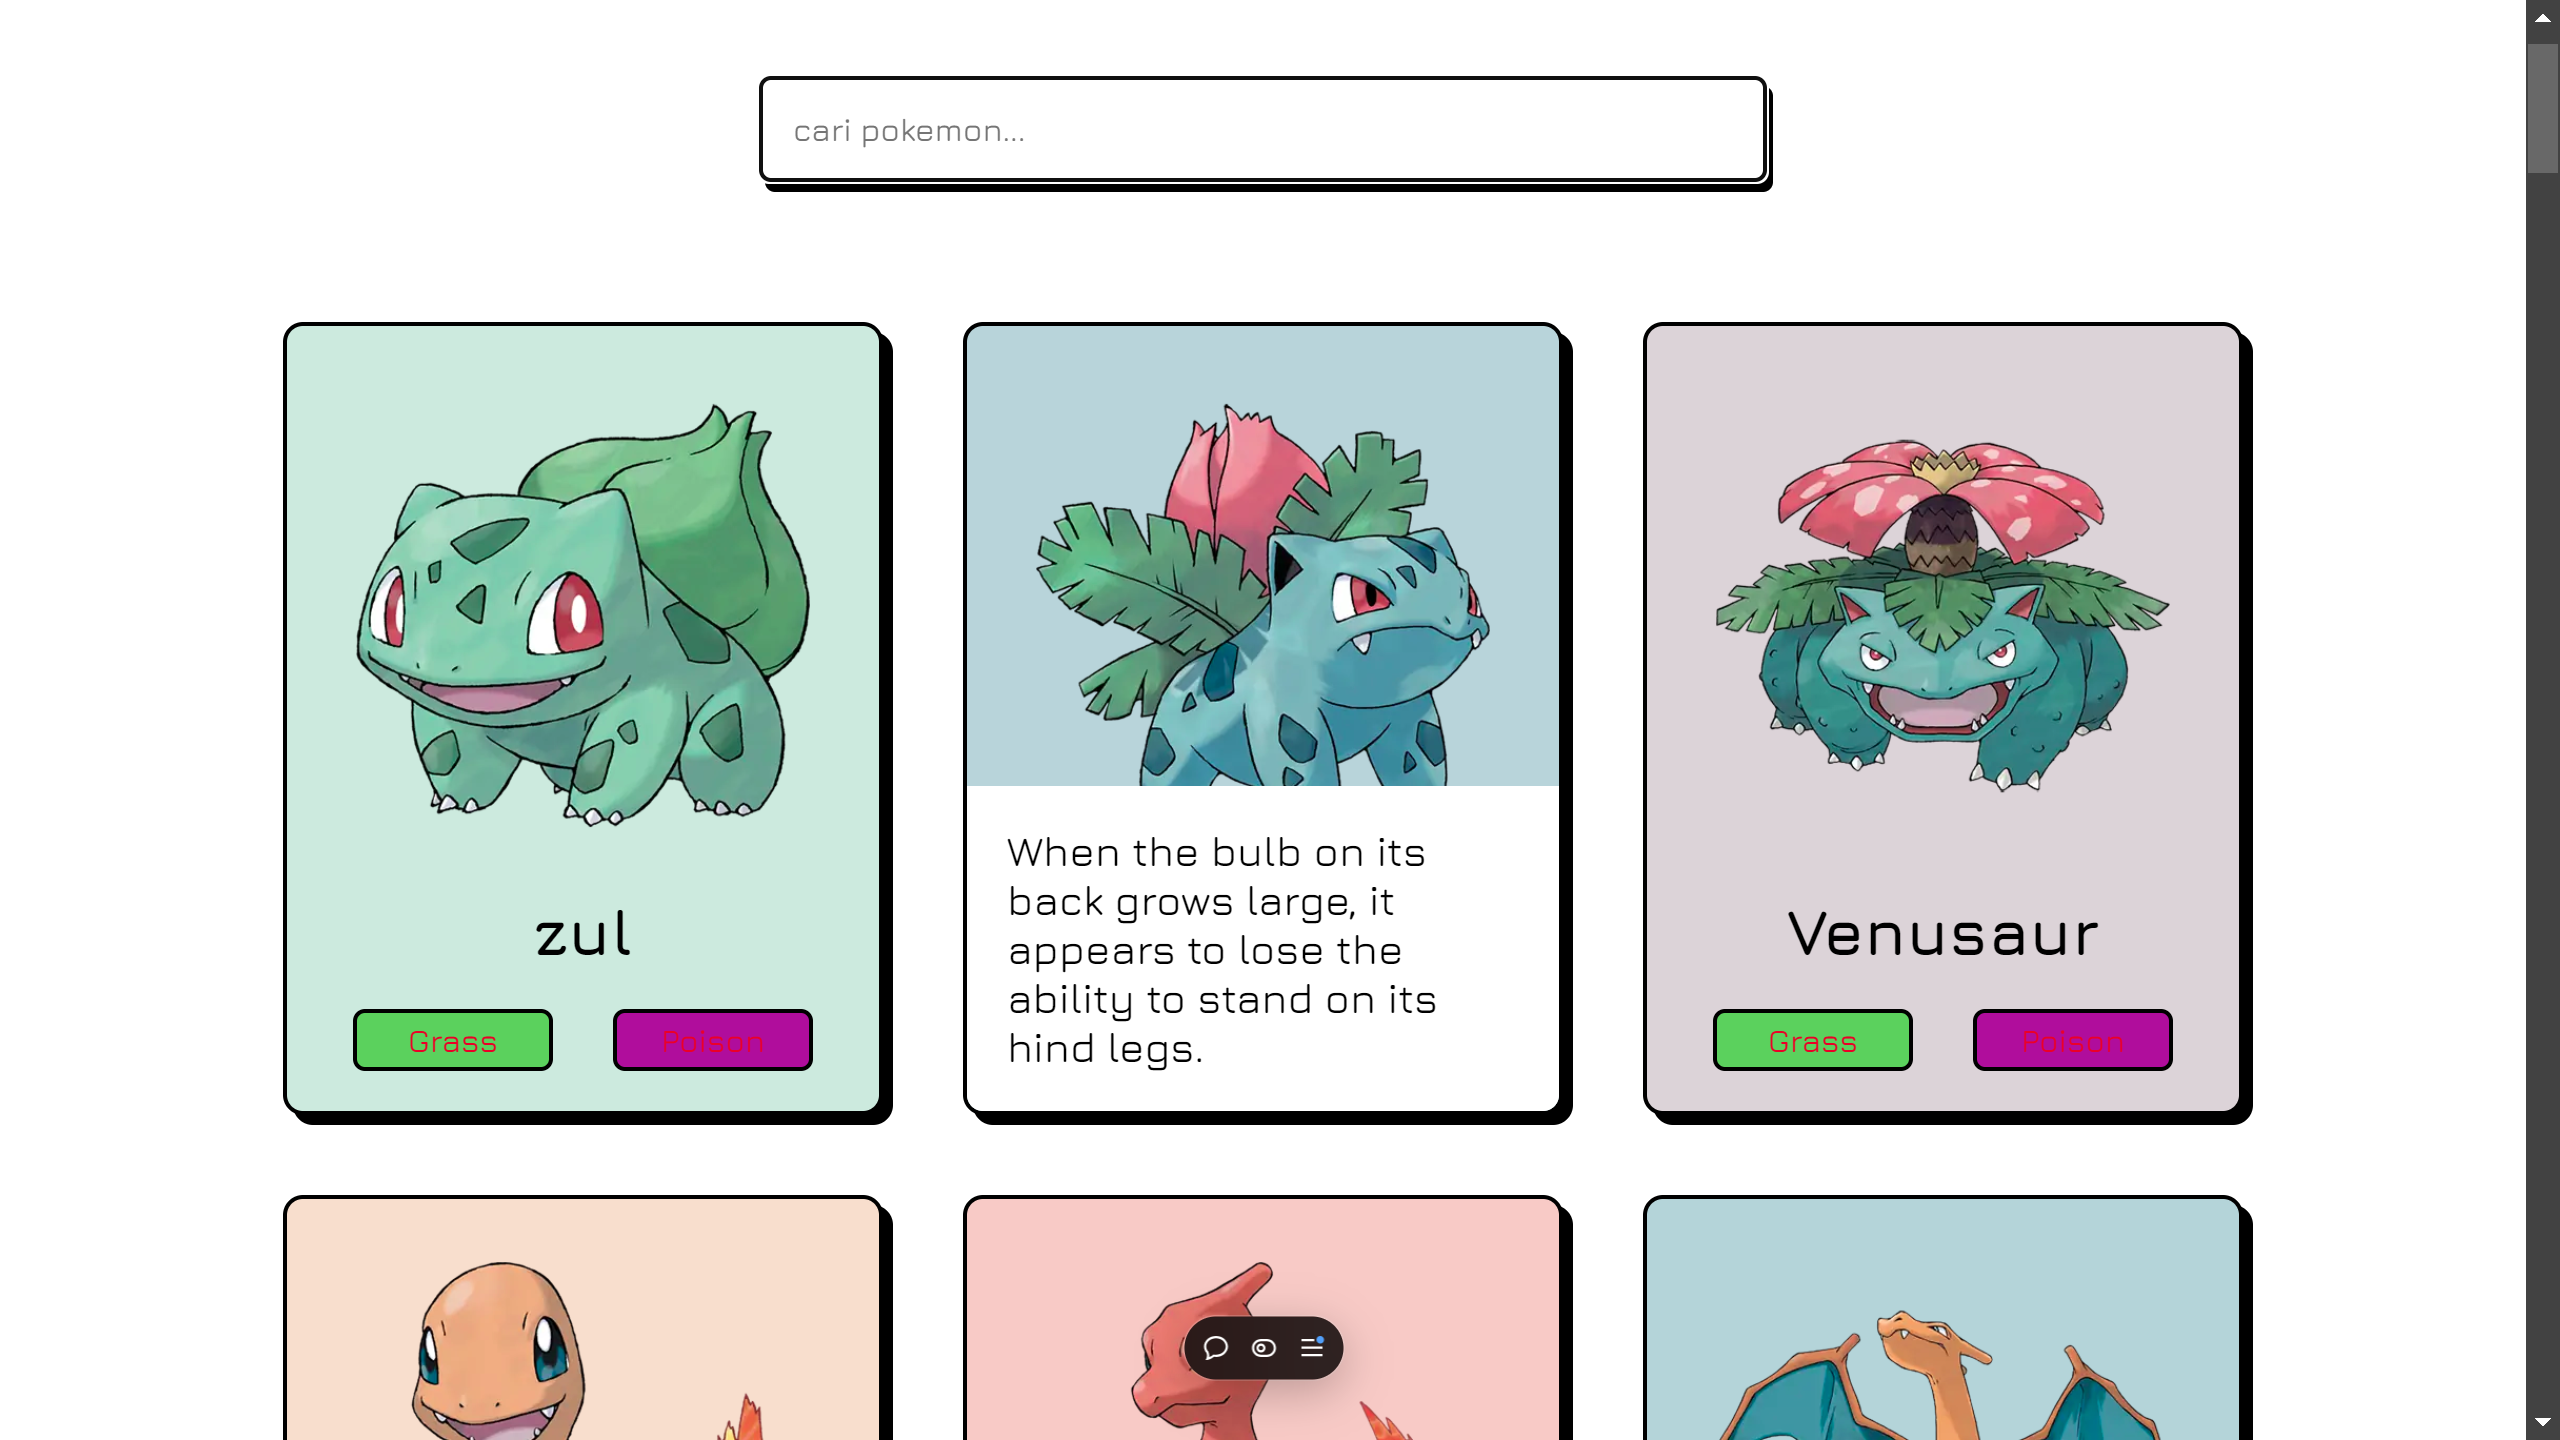 cari pokemon...
zul
Grass
Poison
When the bulb on its
back grows large, it
appears to lose the
ability to stand on its
hind legs.
Venusaur
Grass
Poison